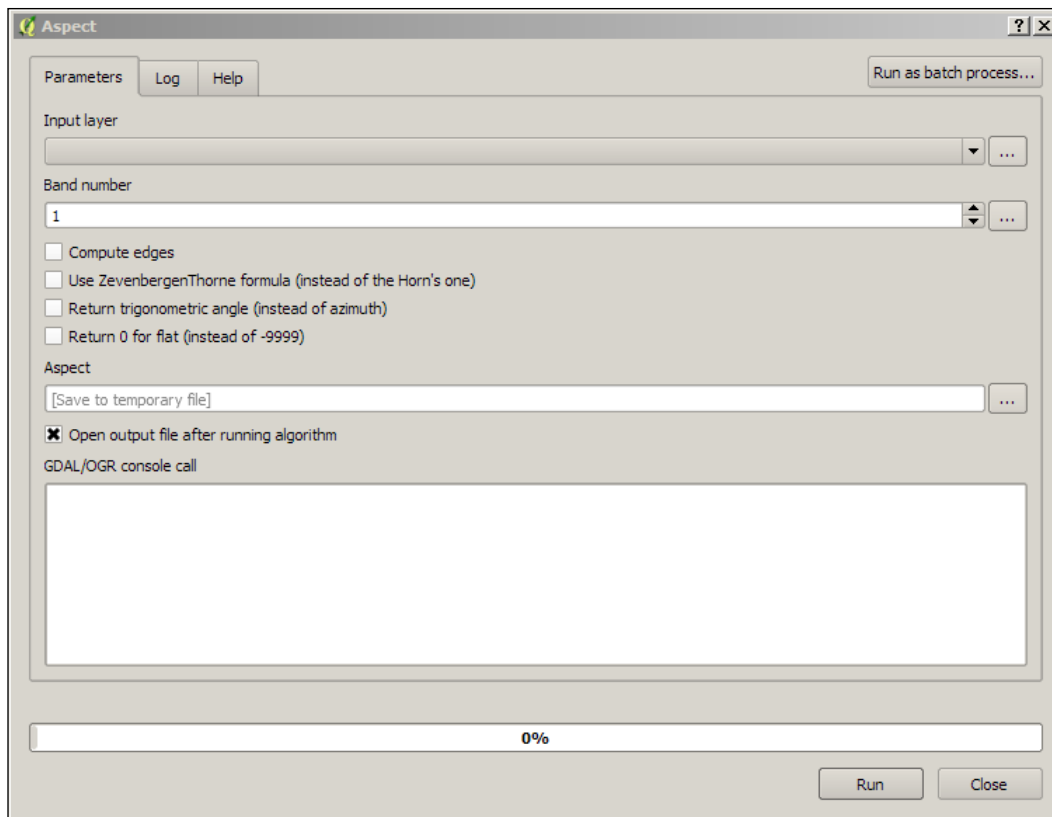 Aspect
Parameters Log Help Run as batch process...
Input layer
...
Band number
1 ...
Compute edges
Use ZevenbergenThorne formula (instead of the Horn's one)
Return trigonometric angle (instead of azimuth)
Return 0 for flat (instead of -9999)
Aspect
[Save to temporary file] ...
Open output file after running algorithm
GDAL/OGR console call
0%
Run Close